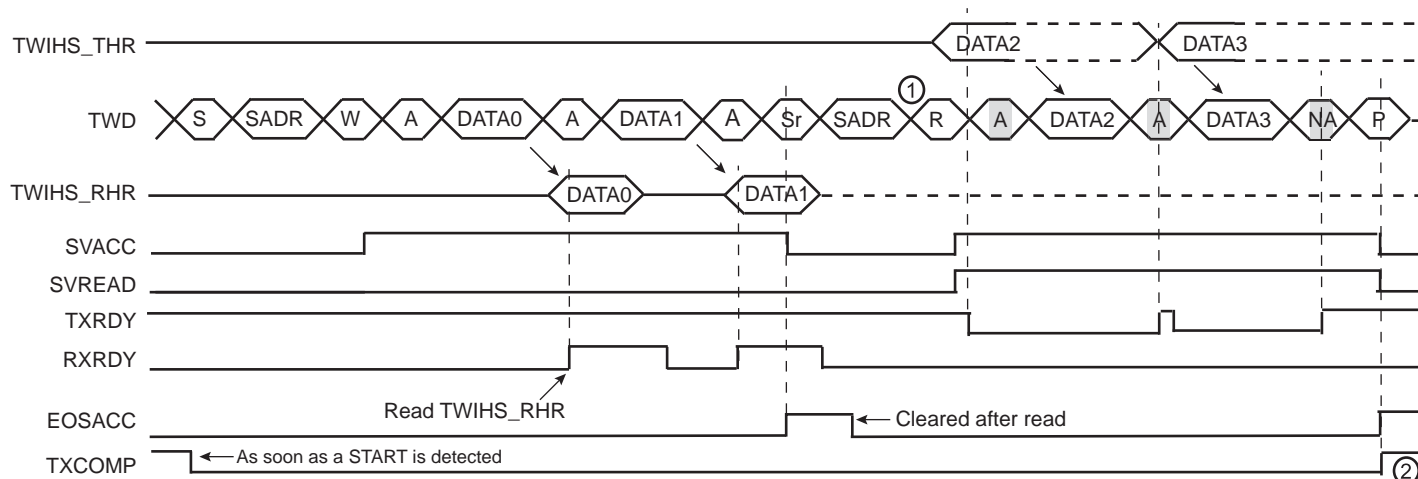 TWIHS_THR DATA2 DATA3
①
TWD S SADR W A DATA0 A DATA1 A Sr SADR R A DATA2 A DATA3 NA P
TWIHS_RHR DATA0 DATA1
SVACC
SVREAD
TXRDY
RXRDY
Read TWIHS_RHR
EOSACC Cleared after read
TXCOMP As soon as a START is detected ②